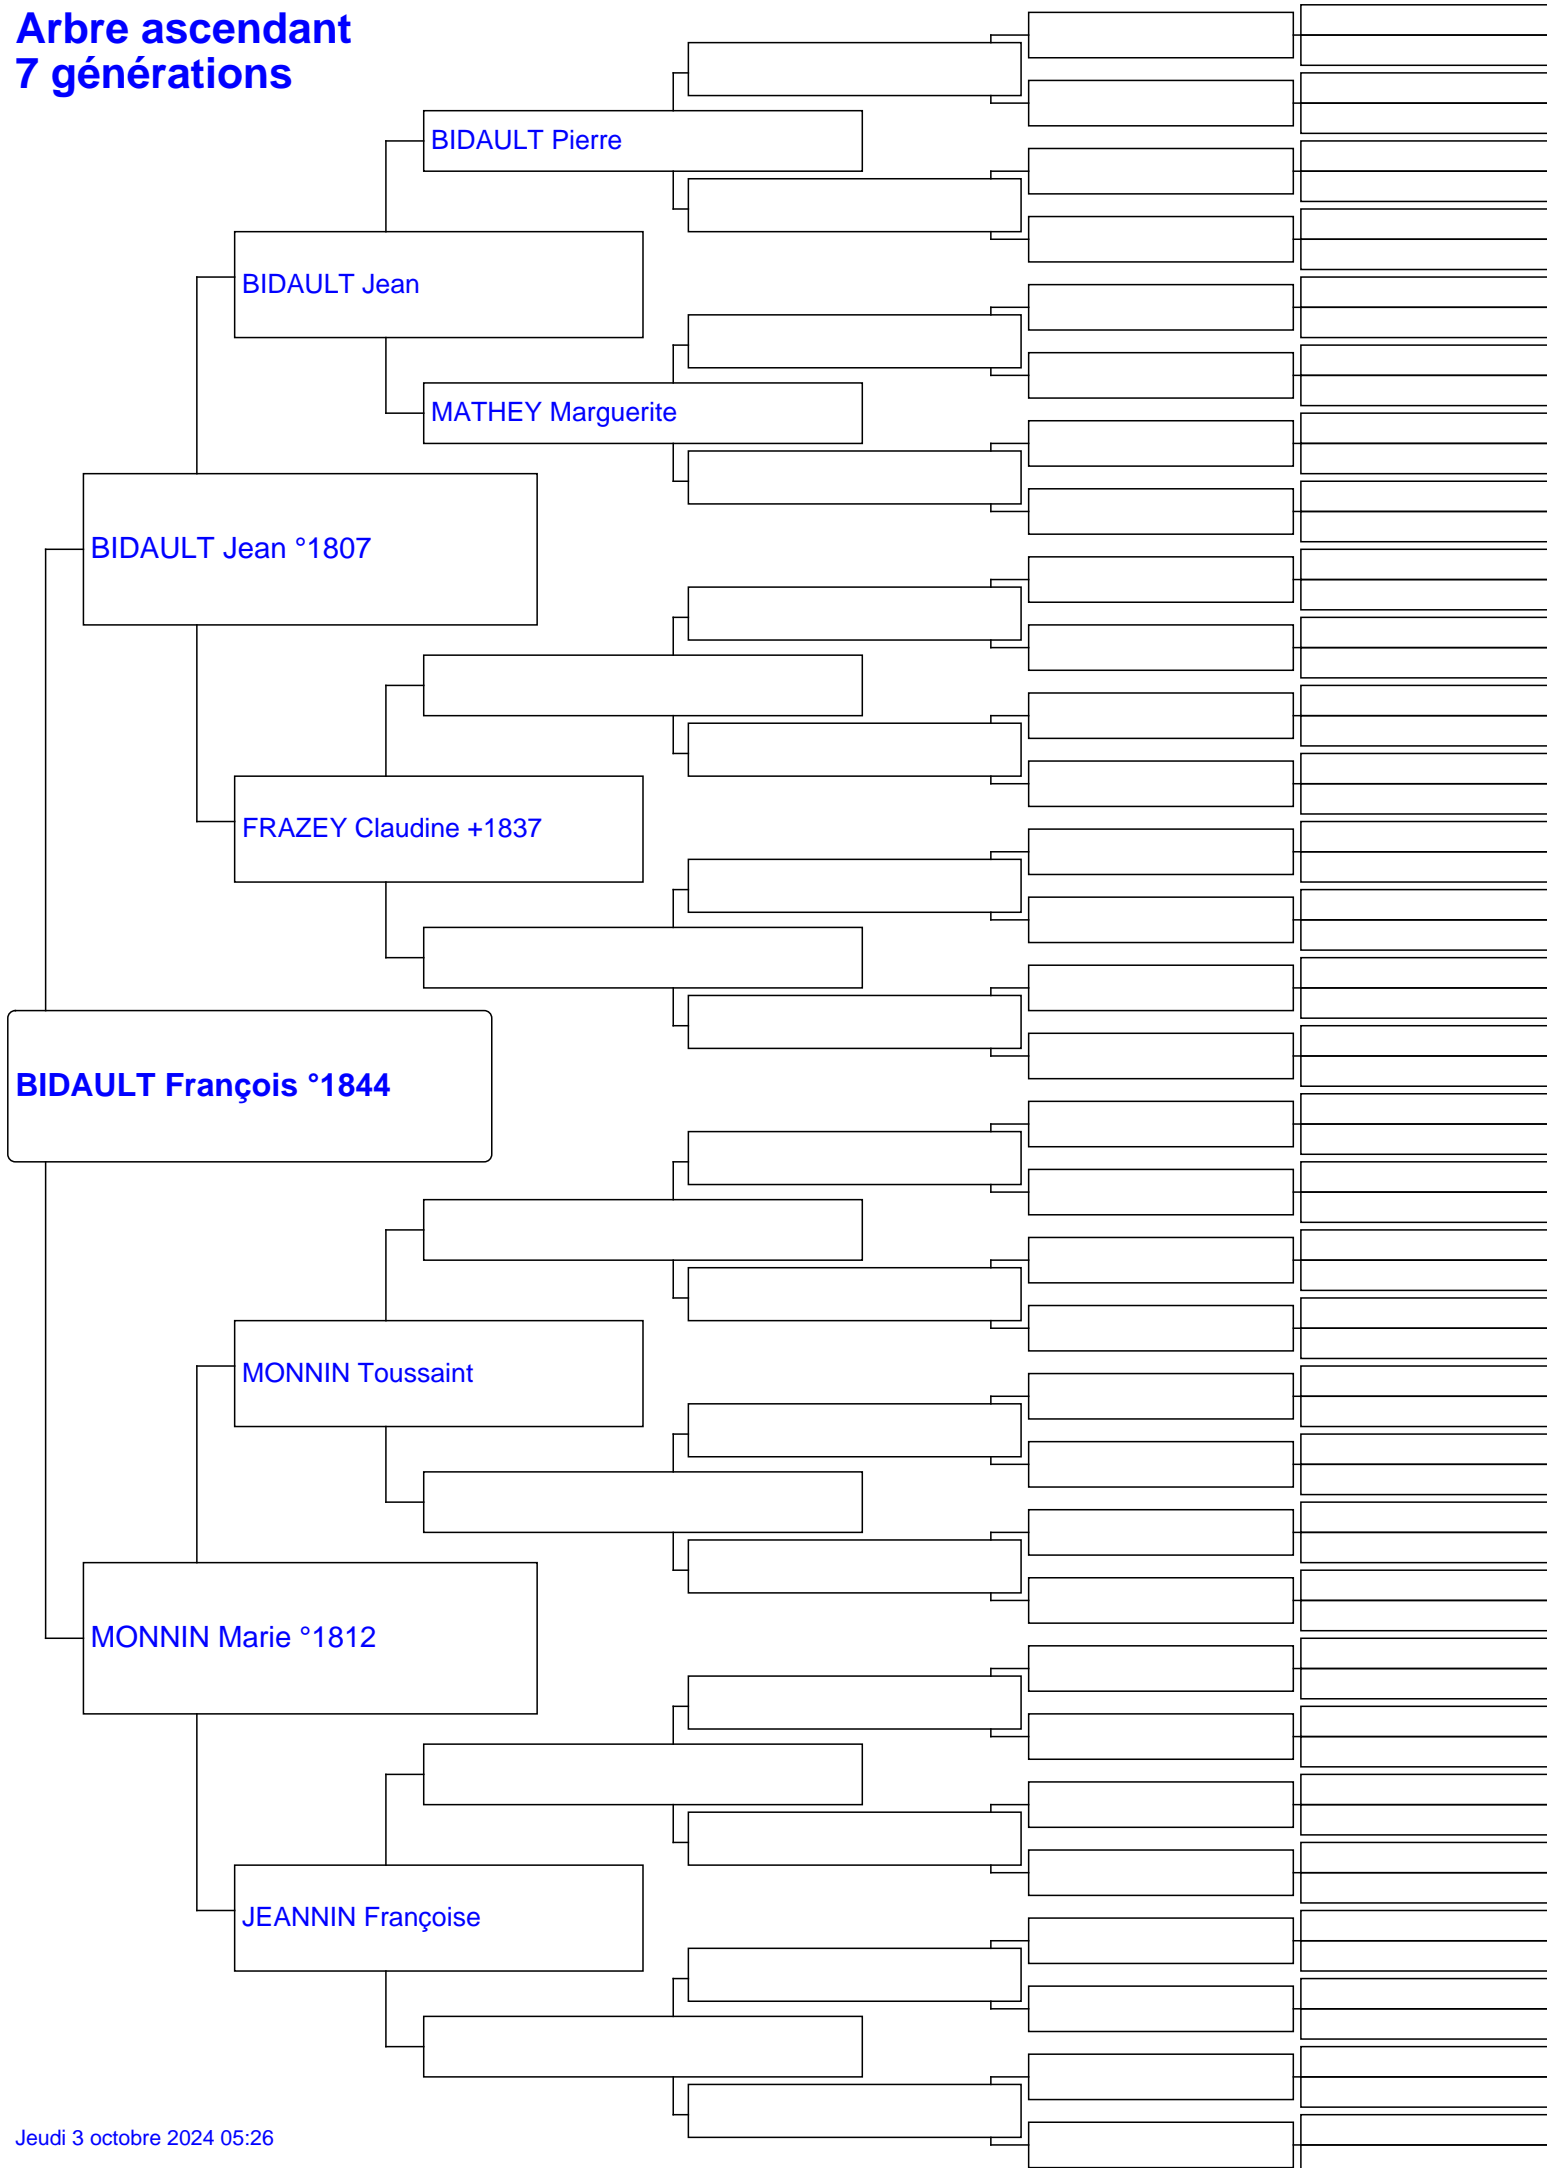 Arbre ascendant
7 générations
BIDAULT Pierre
BIDAULT Jean
MATHEY Marguerite
BIDAULT Jean °1807
FRAZEY Claudine +1837
BIDAULT François °1844
MONNIN Toussaint
MONNIN Marie °1812
JEANNIN Françoise
Jeudi 3 octobre 2024 05:26